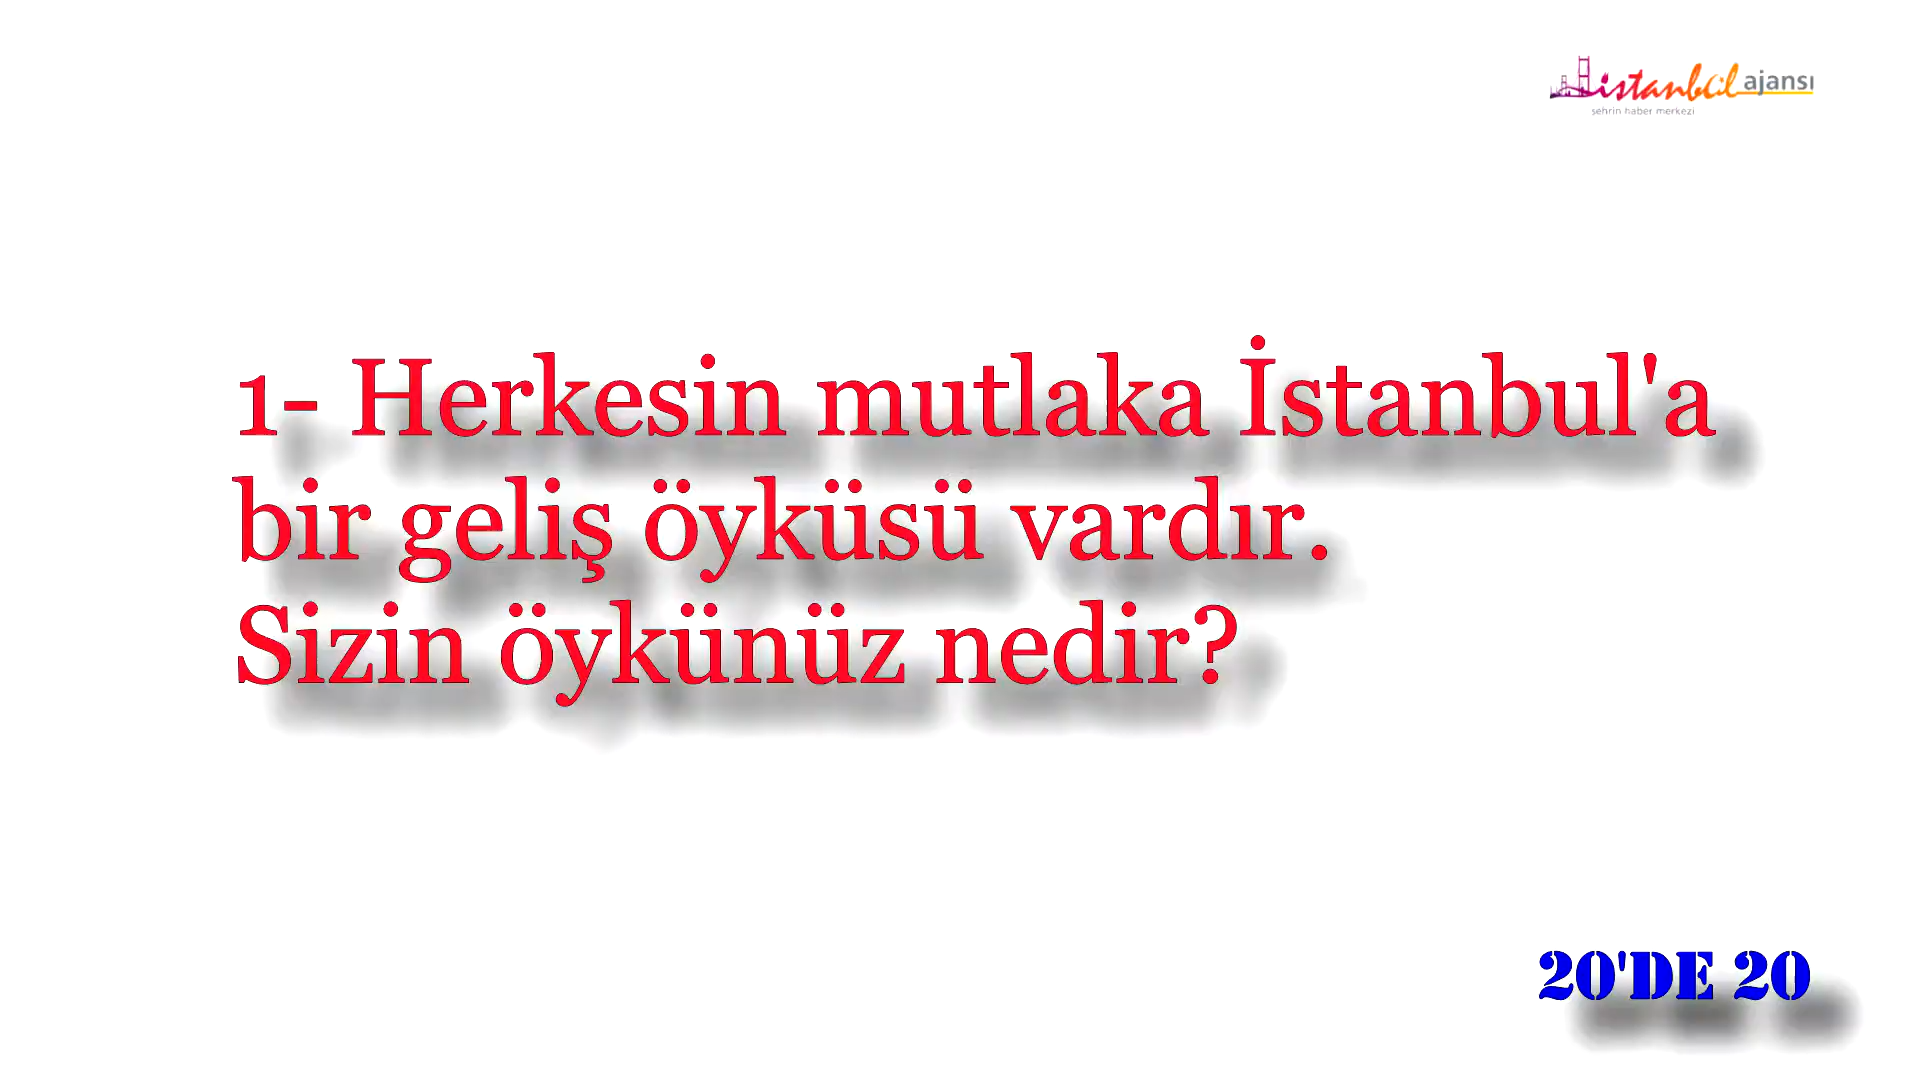 istanbul ajansı
şehrin haber merkezi
1- Herkesin mutlaka İstanbul'a
bir geliş öyküsü vardır.
Sizin öykünüz nedir?
20'DE 20